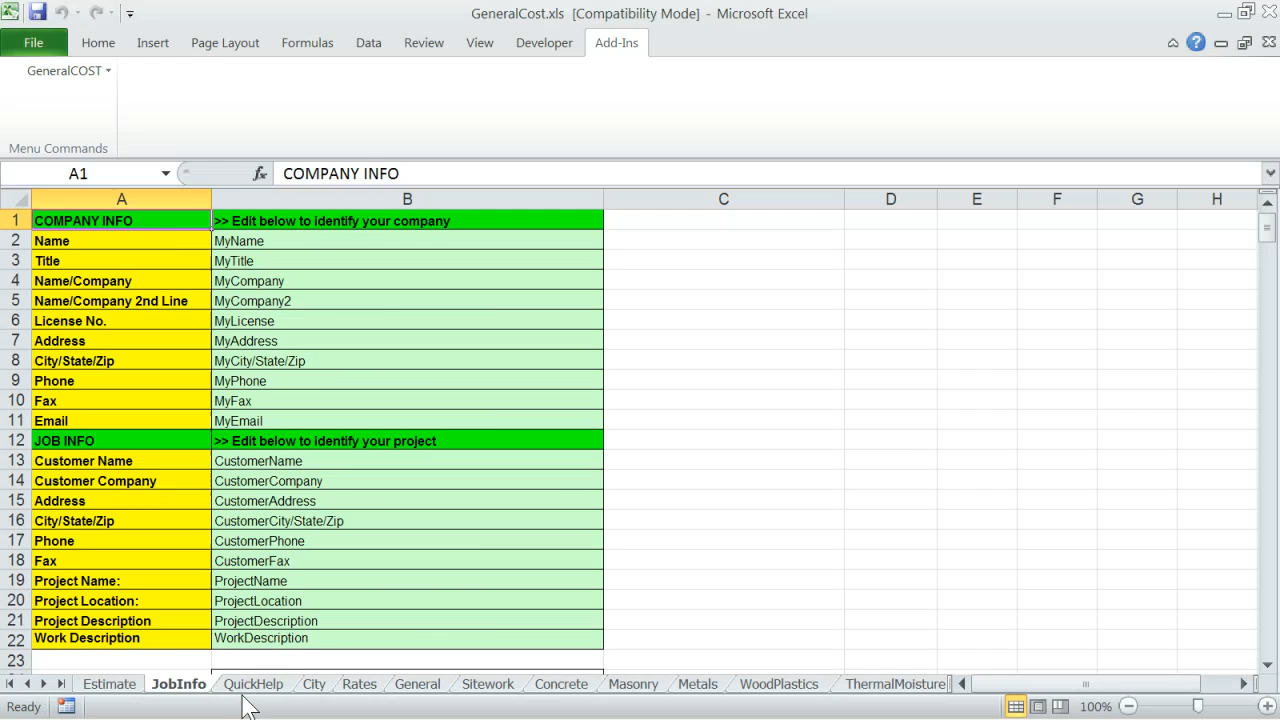 GeneralCost.xls [Compatibility Mode] - Microsoft Excel
File Home Insert Page Layout Formulas Data Review View Developer Add-Ins
GeneralCOST
Menu Commands
A1 fx COMPANY INFO
A B C D E F G H
1 COMPANY INFO >> Edit below to identify your company
2 Name MyName
3 Title MyTitle
4 Name/Company MyCompany
5 Name/Company 2nd Line MyCompany2
6 License No. MyLicense
7 Address MyAddress
8 City/State/Zip MyCity/State/Zip
9 Phone MyPhone
10 Fax MyFax
11 Email MyEmail
12 JOB INFO >> Edit below to identify your project
13 Customer Name CustomerName
14 Customer Company CustomerCompany
15 Address CustomerAddress
16 City/State/Zip CustomerCity/State/Zip
17 Phone CustomerPhone
18 Fax CustomerFax
19 Project Name: ProjectName
20 Project Location: ProjectLocation
21 Project Description ProjectDescription
22 Work Description WorkDescription
23
Estimate JobInfo QuickHelp City Rates General Sitework Concrete Masonry Metals WoodPlastics ThermalMoisture
Ready 100%